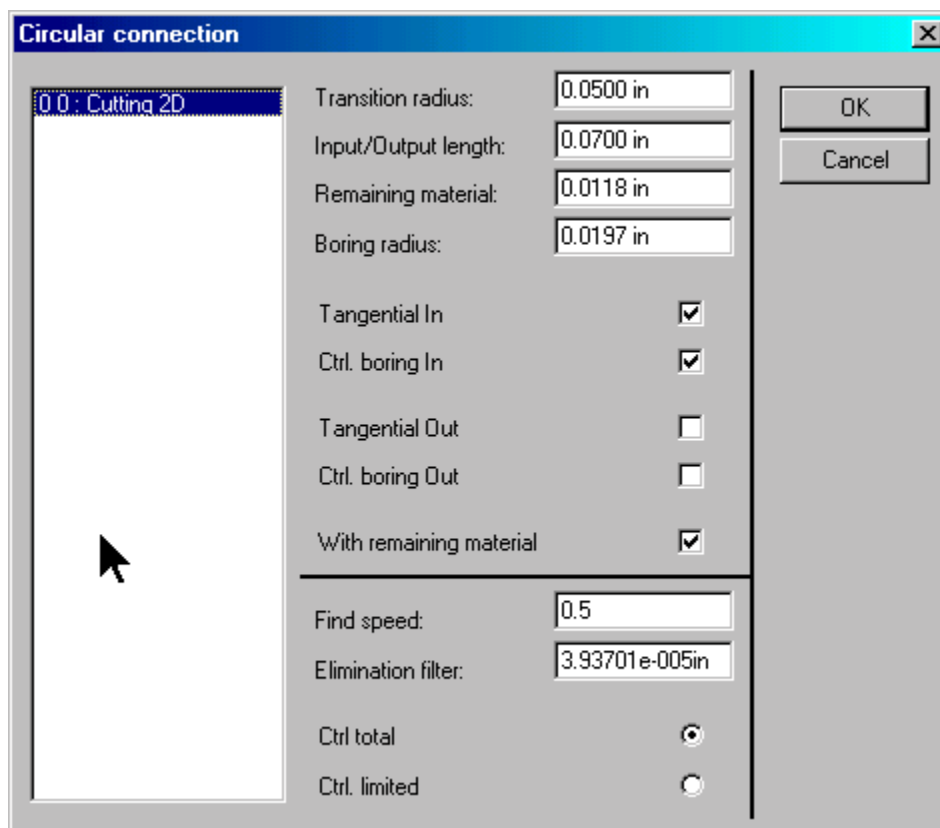 Circular connection
0 0 : Cutting 2D
Transition radius: 0.0500 in
OK
Input/Output length: 0.0700 in
Cancel
Remaining material: 0.0118 in
Boring radius: 0.0197 in
Tangential In
Ctrl. boring In
Tangential Out
Ctrl. boring Out
With remaining material
Find speed: 0.5
Elimination filter: 3.93701e-005in
Ctrl total
Ctrl. limited